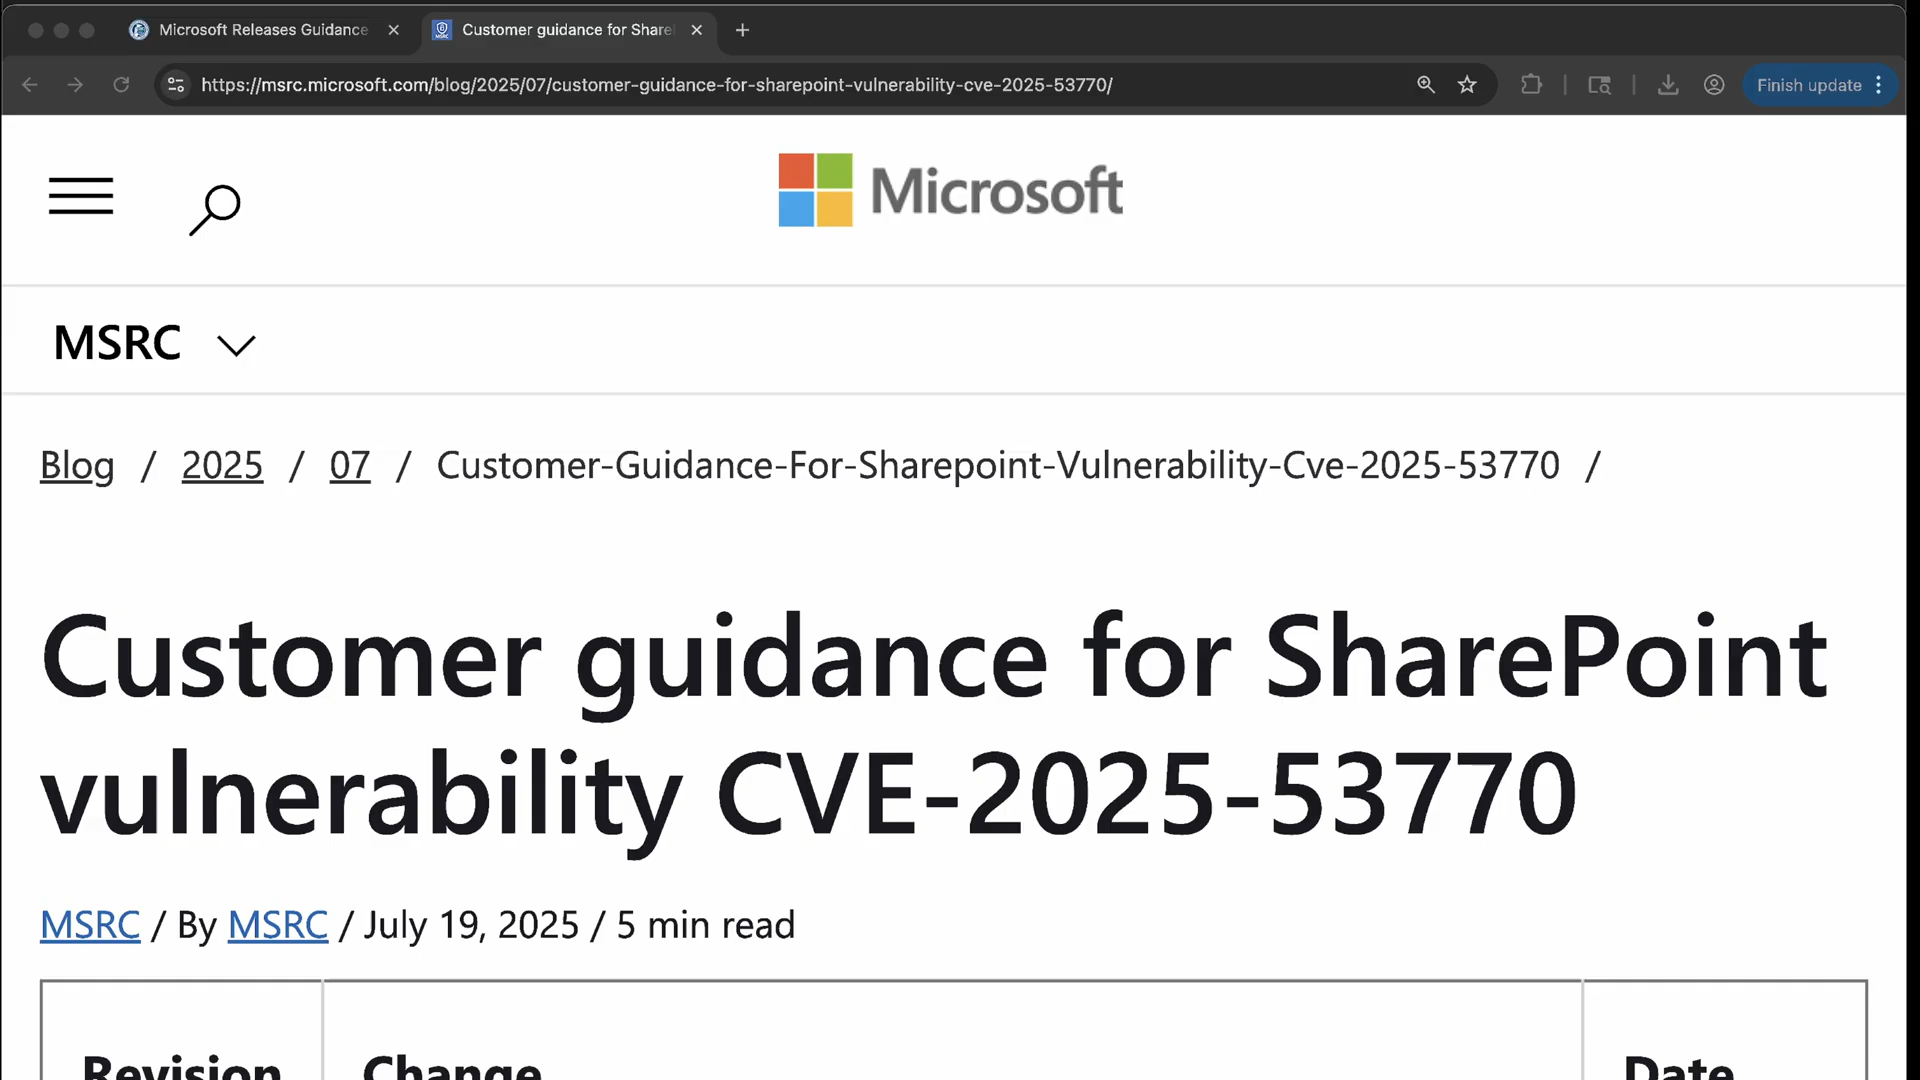 Microsoft Releases Guidance
Customer guidance for Share
https://msrc.microsoft.com/blog/2025/07/customer-guidance-for-sharepoint-vulnerability-cve-2025-53770/
Finish update
Microsoft
MSRC
Blog / 2025 / 07 / Customer-Guidance-For-Sharepoint-Vulnerability-Cve-2025-53770 /
Customer guidance for SharePoint
vulnerability CVE-2025-53770
MSRC / By MSRC / July 19, 2025 / 5 min read
Revision Change Date